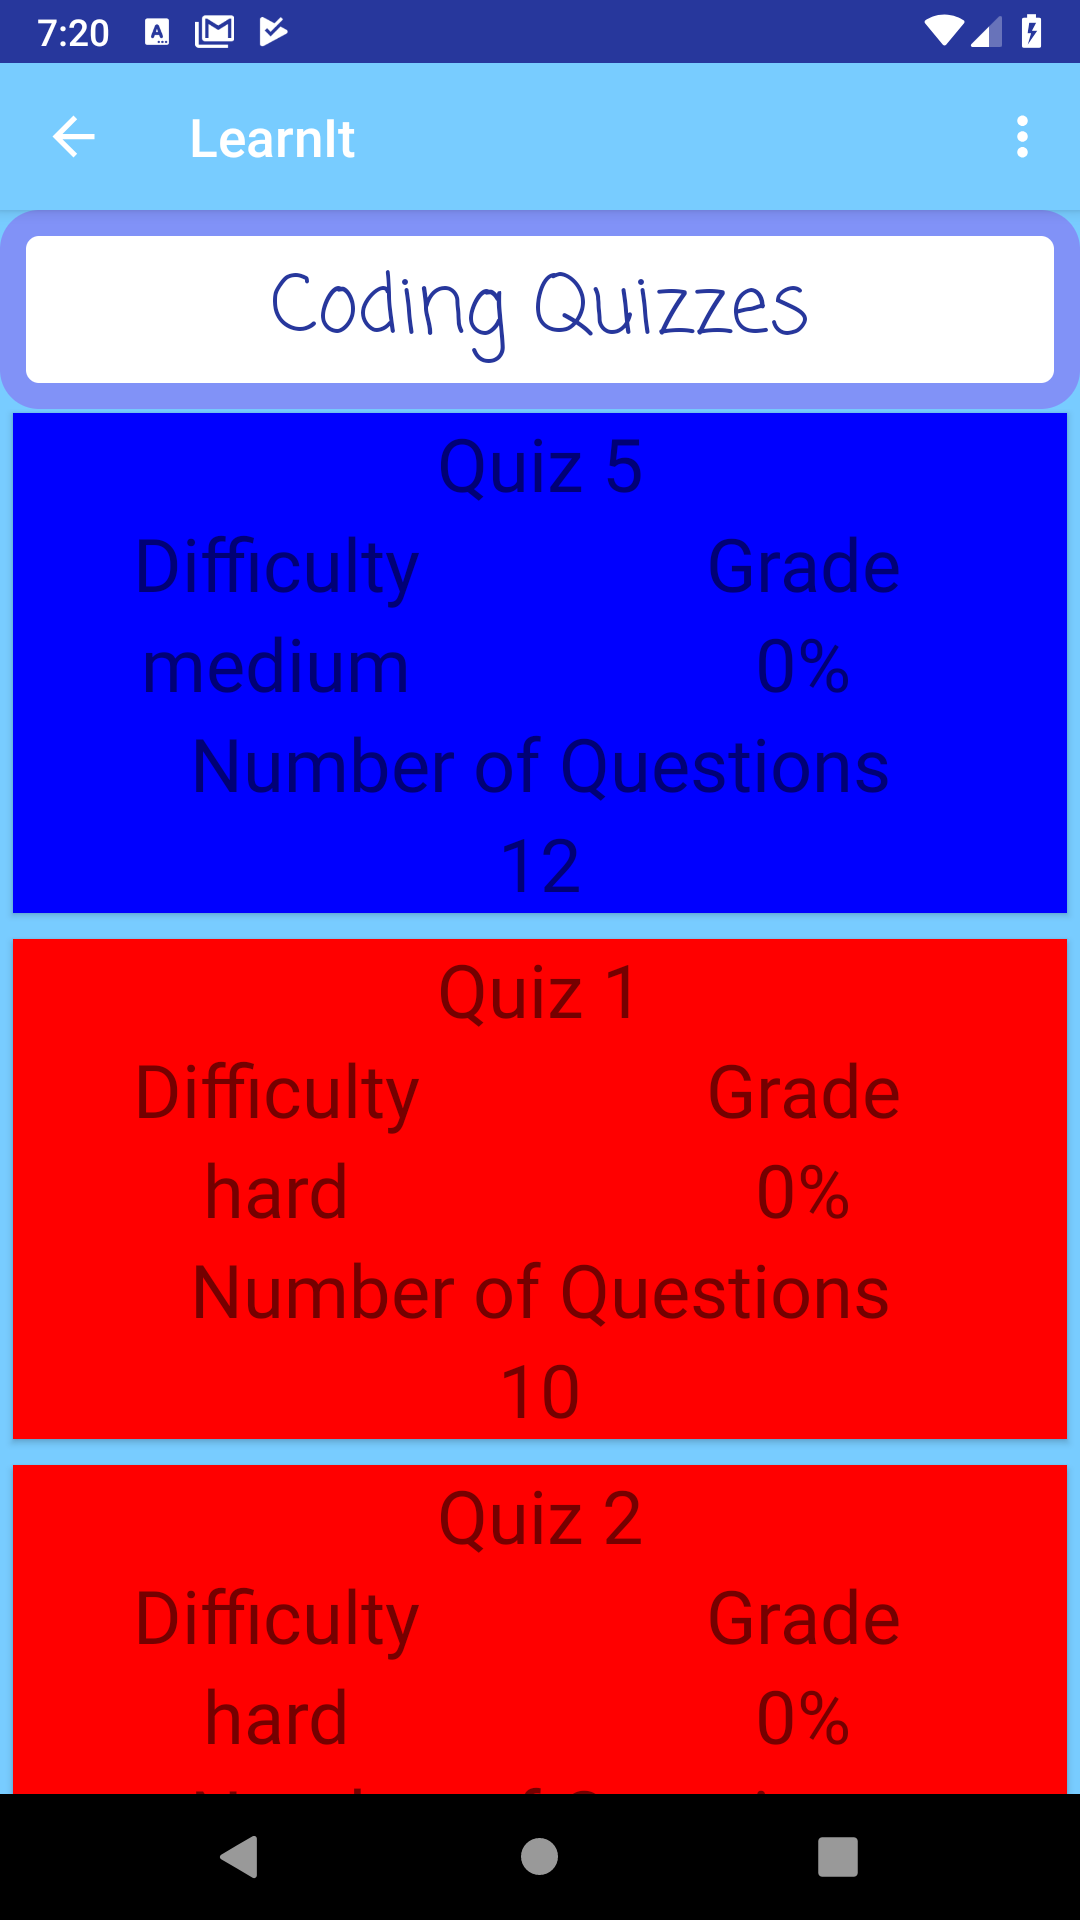 7:20
LearnIt
Coding Quizzes
Quiz 5
Difficulty Grade
medium 0%
Number of Questions
12
Quiz 1
Difficulty Grade
hard 0%
Number of Questions
10
Quiz 2
Difficulty Grade
hard 0%